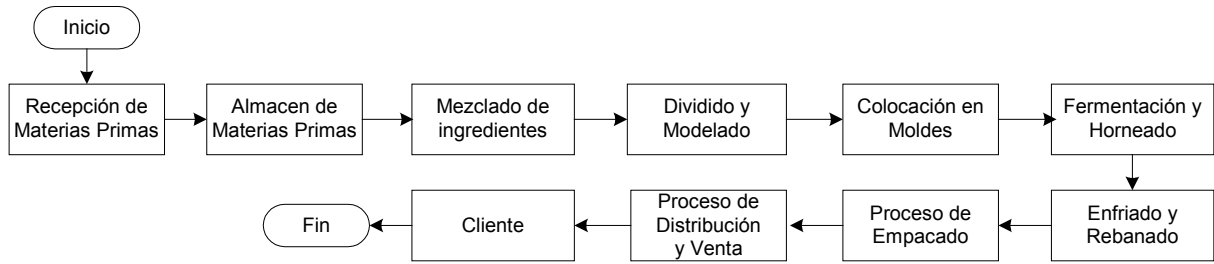 Inicio
Recepción de
Materias Primas
Almacen de
Materias Primas
Mezclado de
ingredientes
Dividido y
Modelado
Colocación en
Moldes
Fermentación y
Horneado
Enfriado y
Rebanado
Proceso de
Empacado
Proceso de
Distribución
y Venta
Cliente
Fin